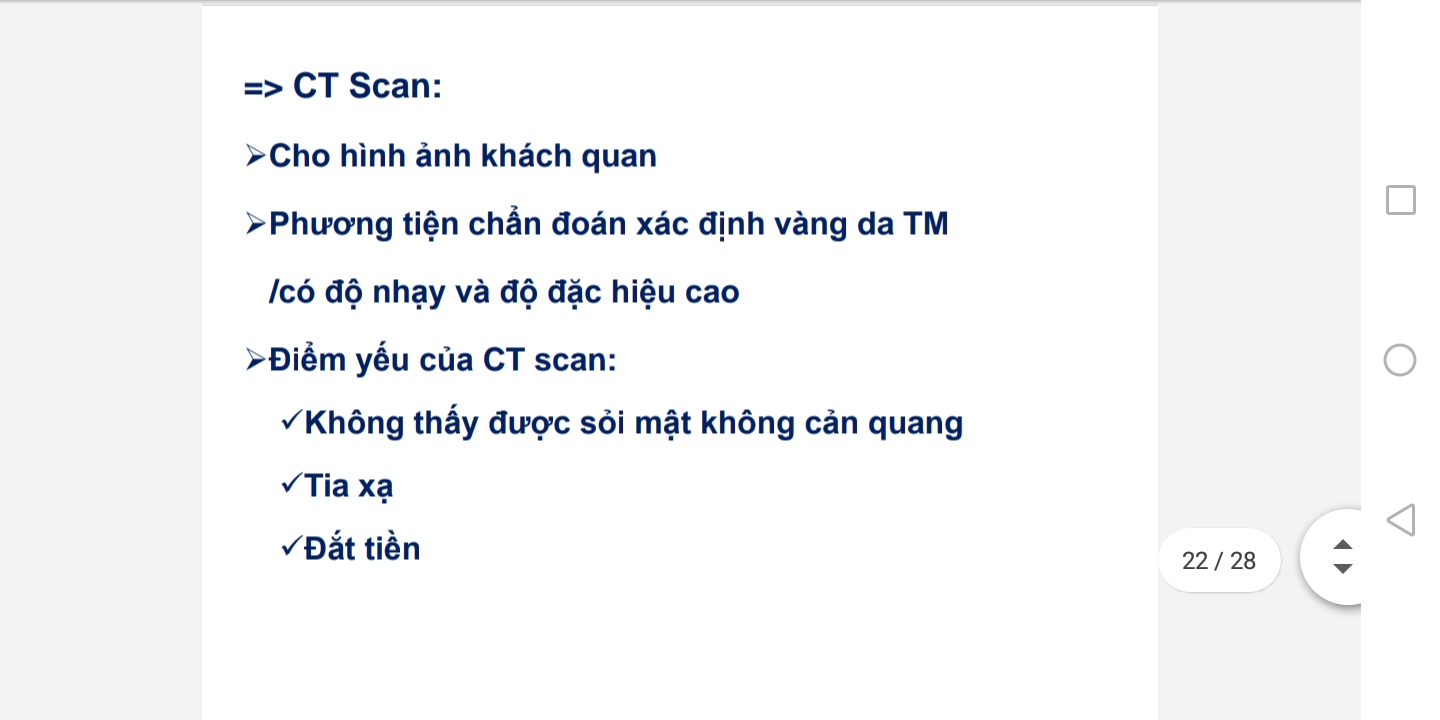 => CT Scan:
➢Cho hình ảnh khách quan
➢Phương tiện chẩn đoán xác định vàng da TM
/có độ nhạy và độ đặc hiệu cao
➢Điểm yếu của CT scan:
✓Không thấy được sỏi mật không cản quang
✓Tia xạ
✓Đắt tiền
22 / 28